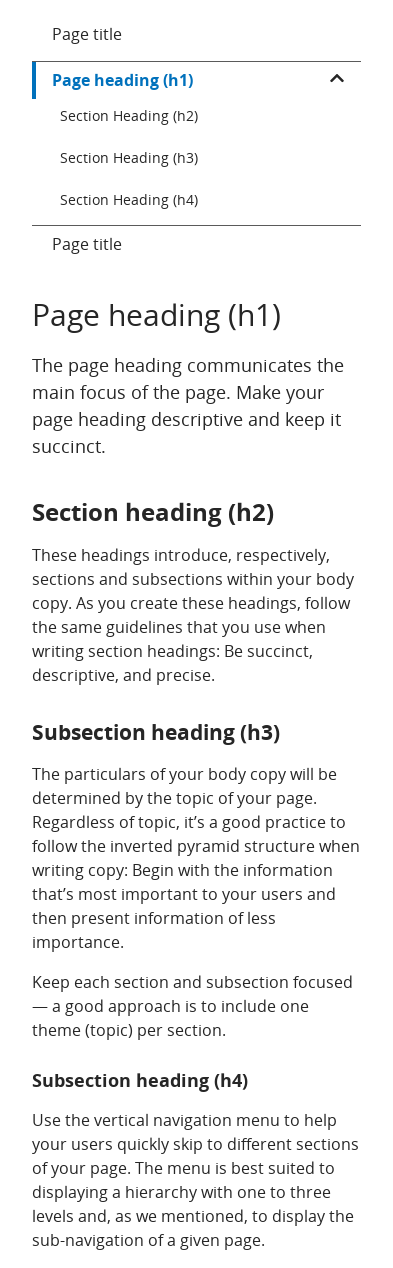 Page title
Page heading (h1)
Section Heading (h2)
Section Heading (h3)
Section Heading (h4)
Page title
Page heading (h1)
The page heading communicates the
main focus of the page. Make your
page heading descriptive and keep it
succinct.
Section heading (h2)
These headings introduce, respectively,
sections and subsections within your body
copy. As you create these headings, follow
the same guidelines that you use when
writing section headings: Be succinct,
descriptive, and precise.
Subsection heading (h3)
The particulars of your body copy will be
determined by the topic of your page.
Regardless of topic, it’s a good practice to
follow the inverted pyramid structure when
writing copy: Begin with the information
that’s most important to your users and
then present information of less
importance.
Keep each section and subsection focused
— a good approach is to include one
theme (topic) per section.
Subsection heading (h4)
Use the vertical navigation menu to help
your users quickly skip to different sections
of your page. The menu is best suited to
displaying a hierarchy with one to three
levels and, as we mentioned, to display the
sub-navigation of a given page.